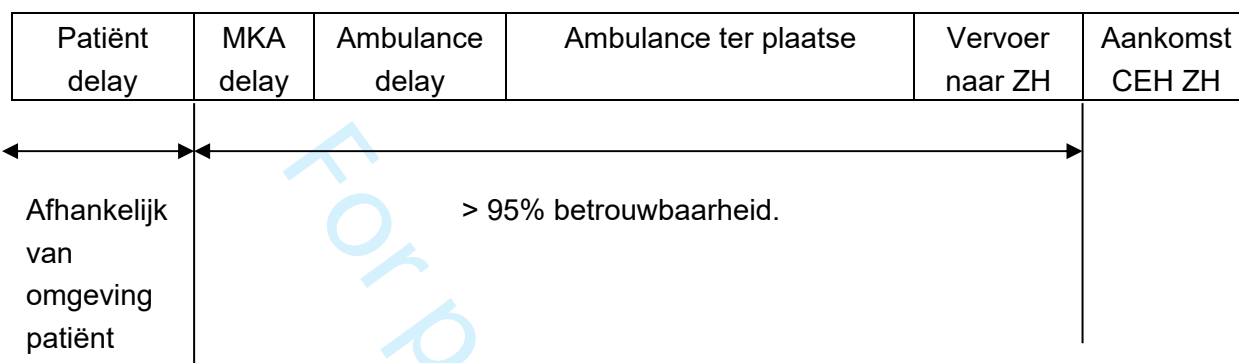 Patiënt delay
MKA delay
Ambulance delay
Ambulance ter plaatse
Vervoer naar ZH
Aankomst CEH ZH
Afhankelijk
van
omgeving
patiënt
> 95% betrouwbaarheid.
For p